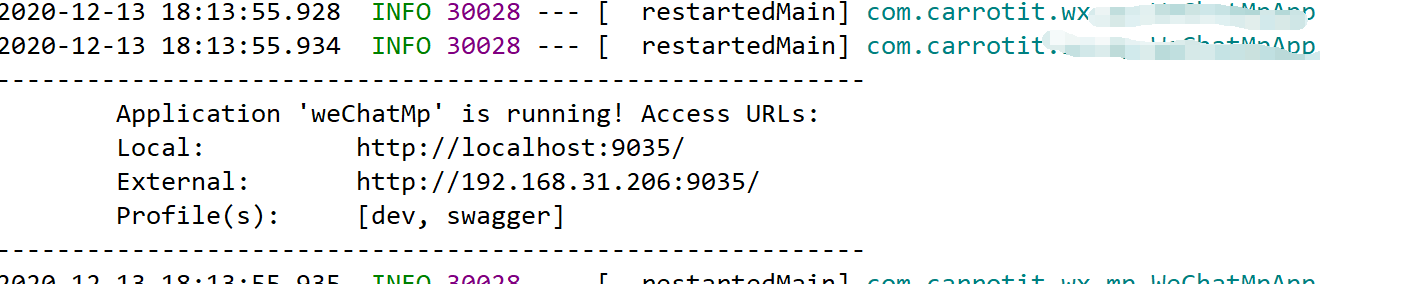 2020-12-13 18:13:55.928  INFO 30028 --- [  restartedMain] com.carrotit.wx
2020-12-13 18:13:55.934  INFO 30028 --- [  restartedMain] com.carrotit.
----------------------------------------------------------
Application 'weChatMp' is running! Access URLs:
Local: http://localhost:9035/
External: http://192.168.31.206:9035/
Profile(s): [dev, swagger]
----------------------------------------------------------
2020-12-13 18:13:55.935  INFO 30028 --- [  restartedMain] com.carrotit.wx.mp.WeChatMpApp